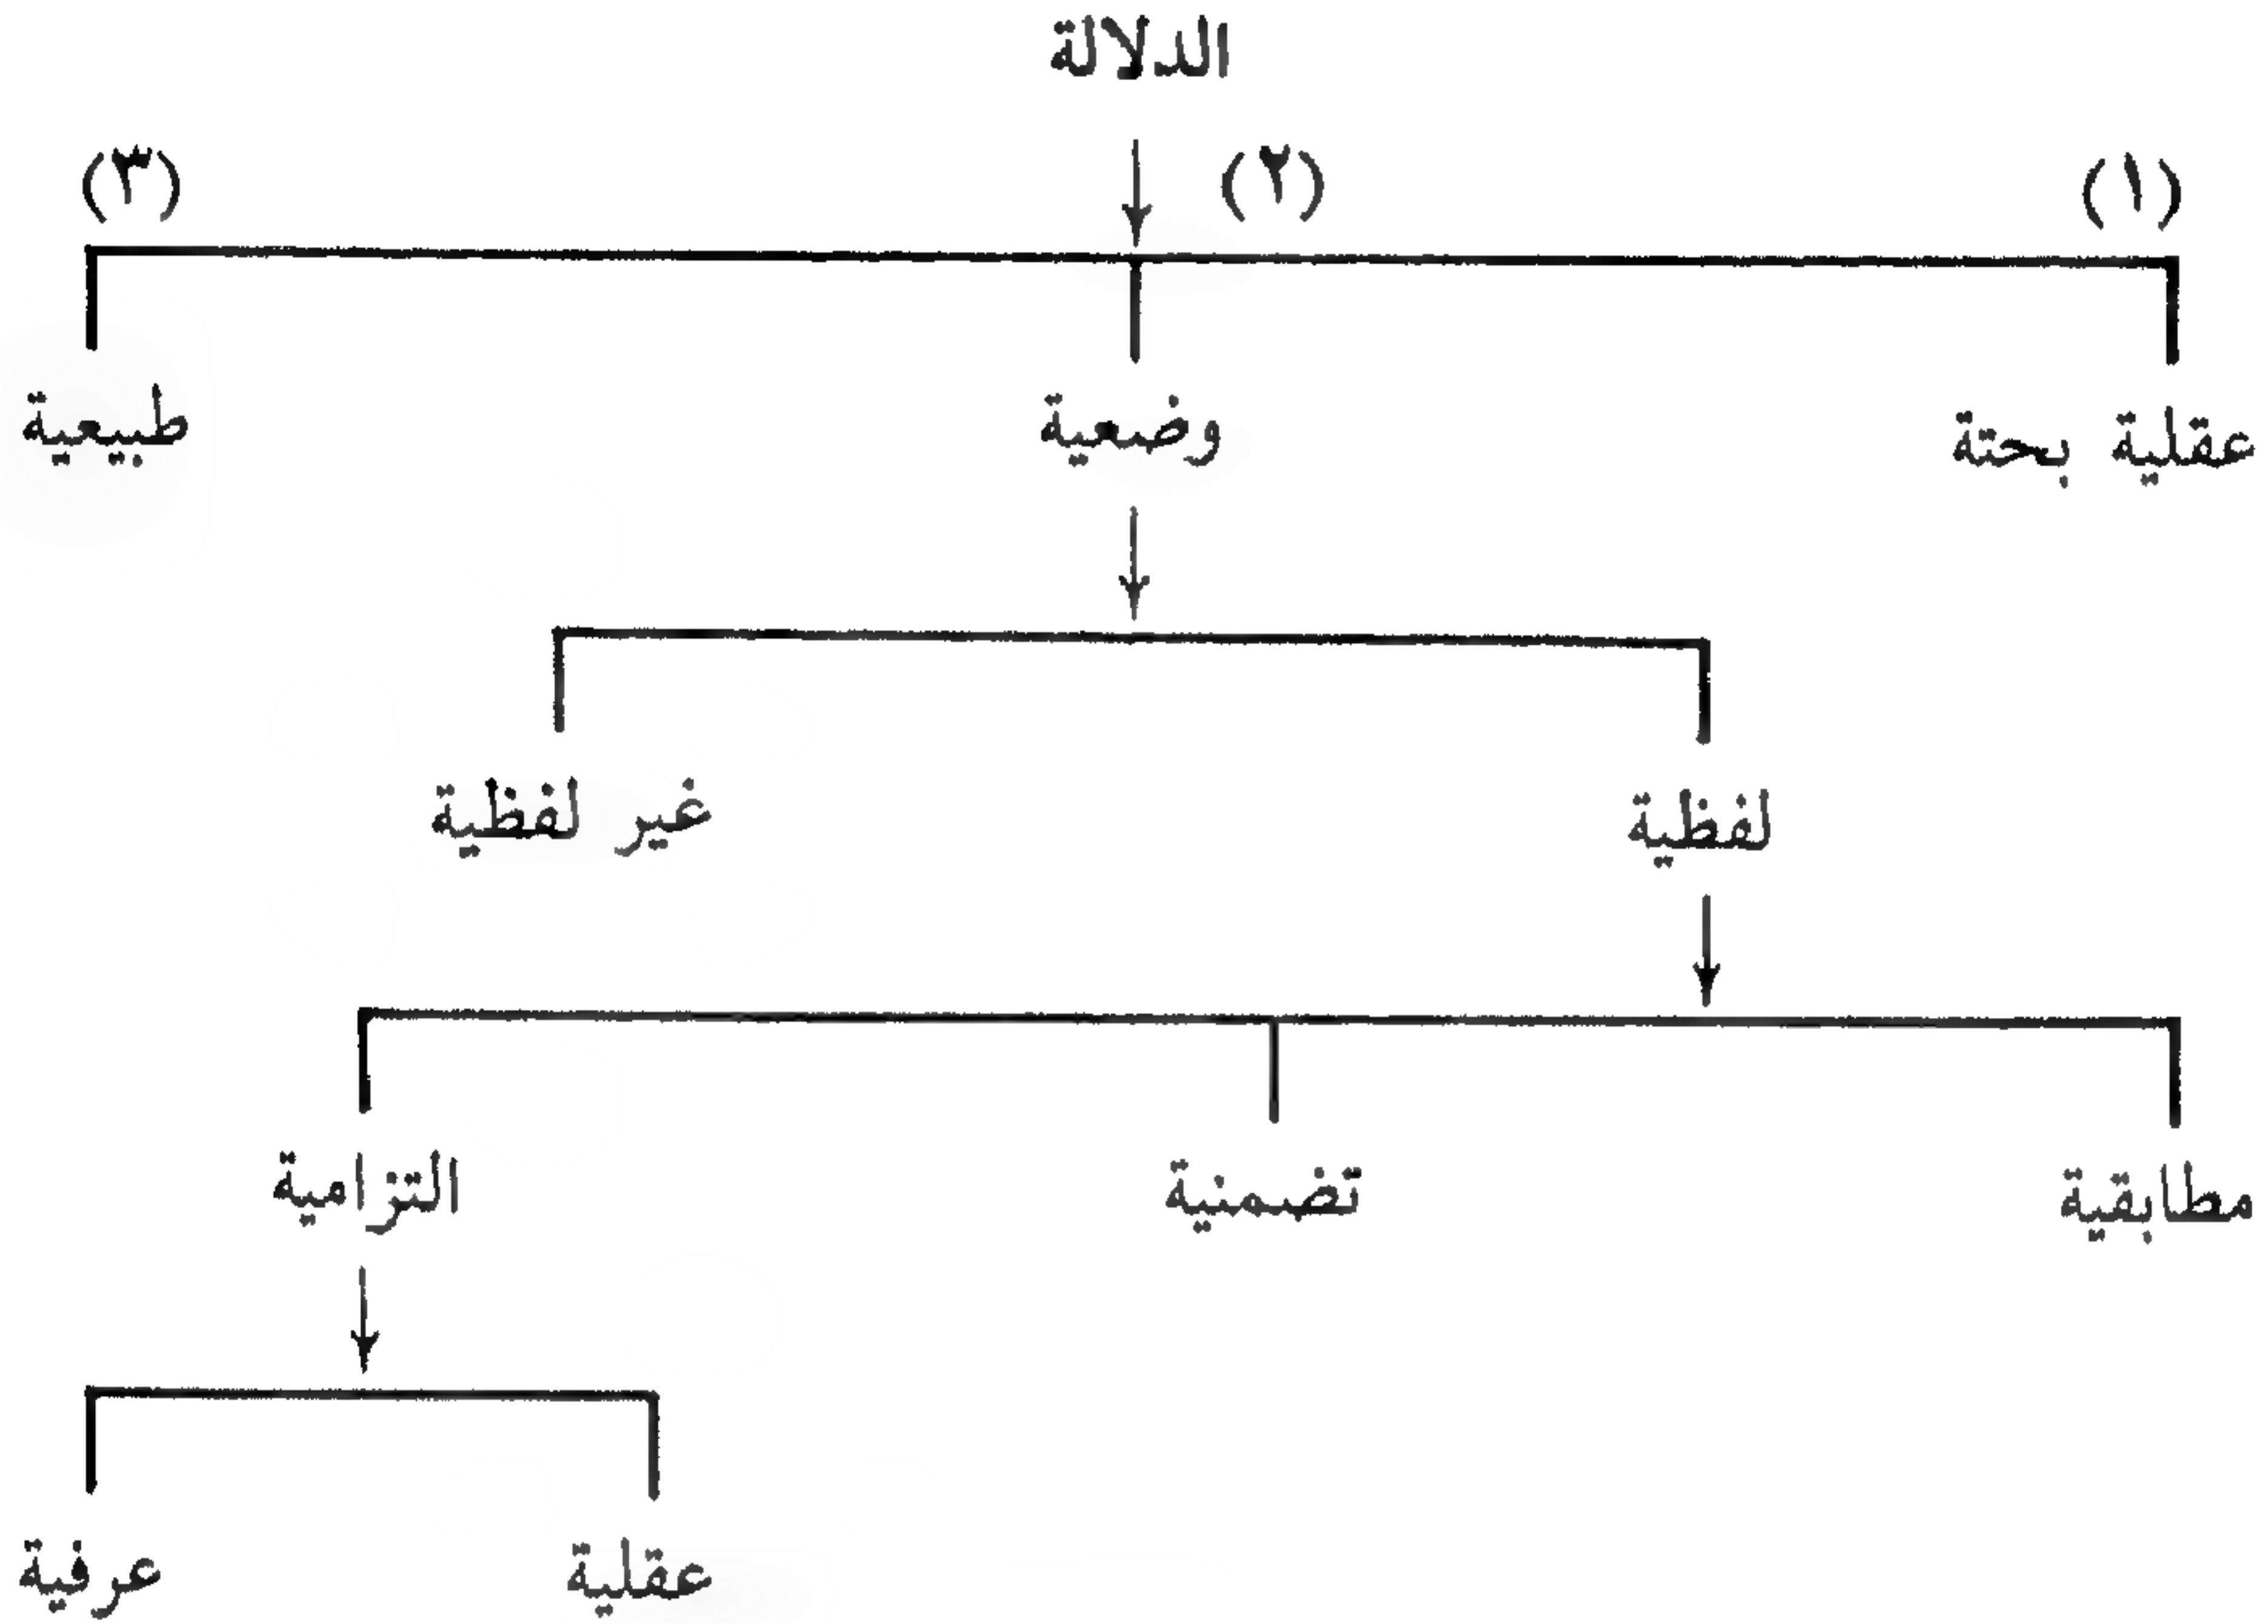 الدلالة
(١) (٢) (٣)
عقلية بحتة وضعية طبيعية
لفظية غير لفظية
مطابقية تضمنية التزامية
عقلية عرفية